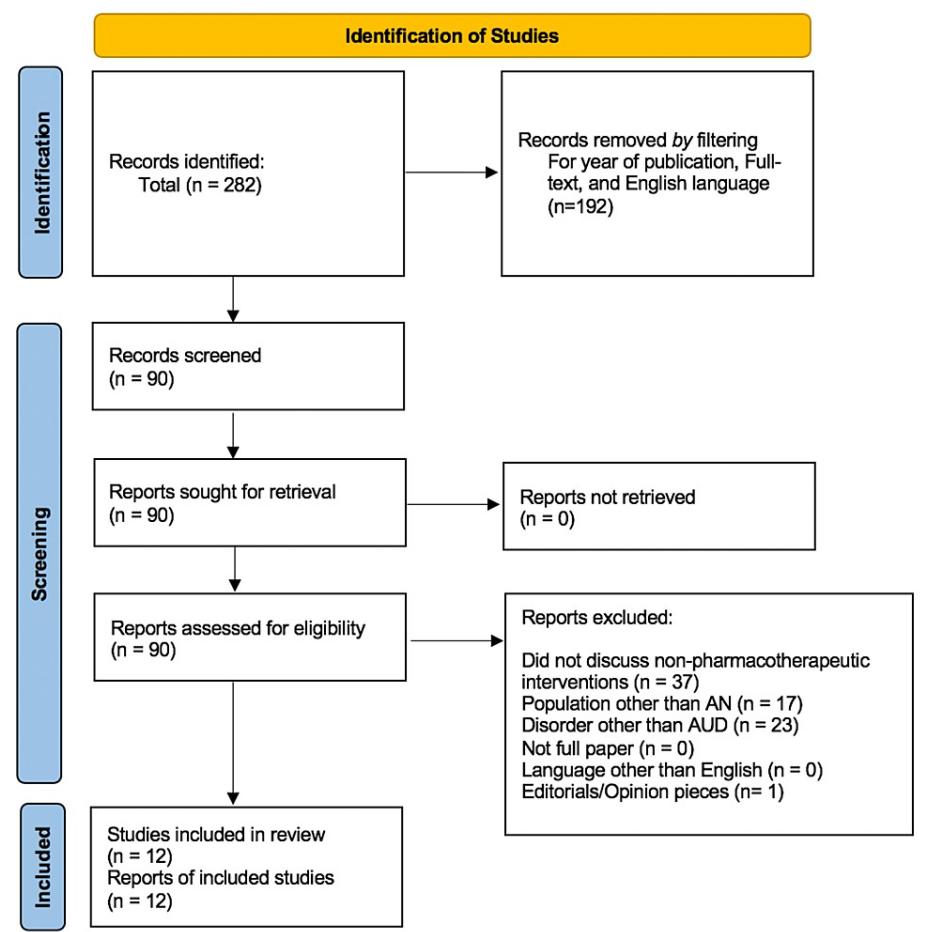 Identification of Studies
Identification
Records identified:
Total (n = 282)
Records removed by filtering
For year of publication, Full-
text, and English language
(n=192)
Screening
Records screened
(n = 90)
Reports sought for retrieval
(n = 90)
Reports not retrieved
(n = 0)
Reports assessed for eligibility
(n = 90)
Reports excluded:
Did not discuss non-pharmacotherapeutic
interventions (n = 37)
Population other than AN (n = 17)
Disorder other than AUD (n = 23)
Not full paper (n = 0)
Language other than English (n = 0)
Editorials/Opinion pieces (n= 1)
Included
Studies included in review
(n = 12)
Reports of included studies
(n = 12)